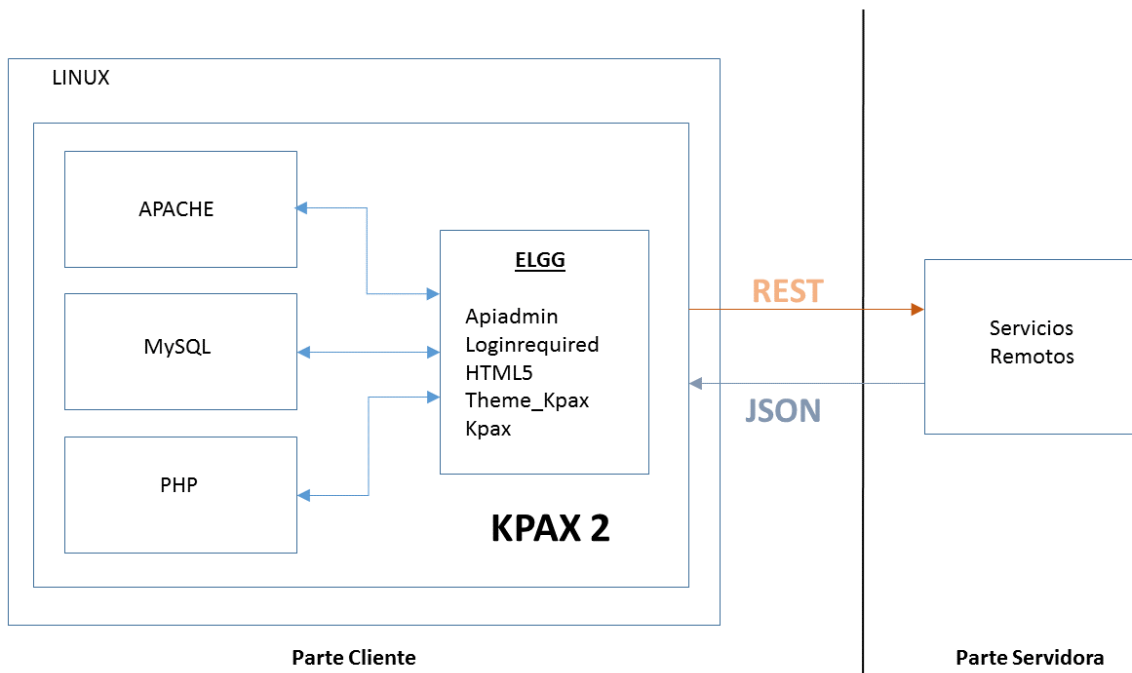 LINUX
APACHE
MySQL
PHP
ELGG
Apiadmin
Loginrequired
HTML5
Theme_Kpax
Kpax
KPAX 2
REST
JSON
Servicios
Remotos
Parte Cliente
Parte Servidora